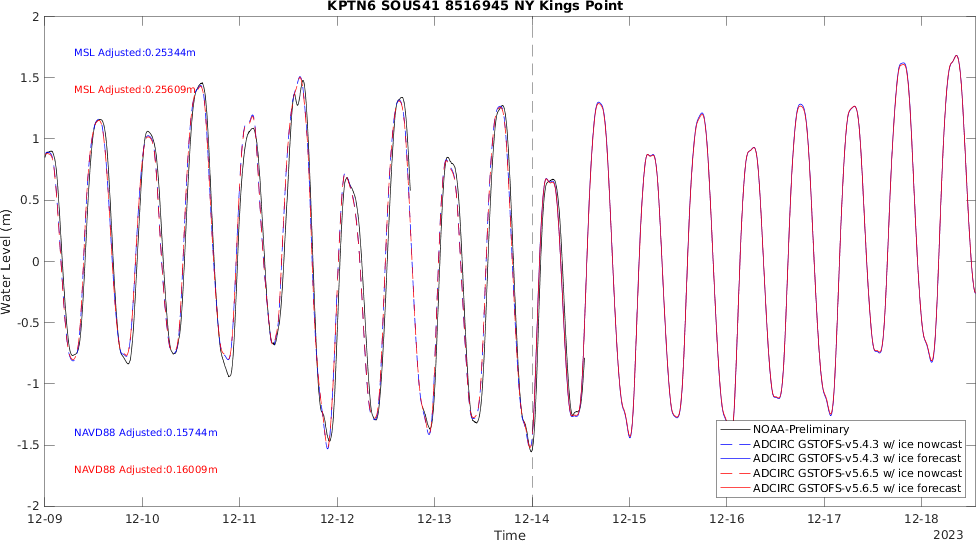 KPTN6 SOUS41 8516945 NY Kings Point
MSL Adjusted:0.25344m
MSL Adjusted:0.25609m
NAVD88 Adjusted:0.15744m
NAVD88 Adjusted:0.16009m
Water Level (m)
2
1.5
1
0.5
0
-0.5
-1
-1.5
-2
NOAA-Preliminary
ADCIRC GSTOFS-v5.4.3 w/ ice nowcast
ADCIRC GSTOFS-v5.4.3 w/ ice forecast
ADCIRC GSTOFS-v5.6.5 w/ ice nowcast
ADCIRC GSTOFS-v5.6.5 w/ ice forecast
12-09 12-10 12-11 12-12 12-13 12-14 12-15 12-16 12-17 12-18
Time
2023